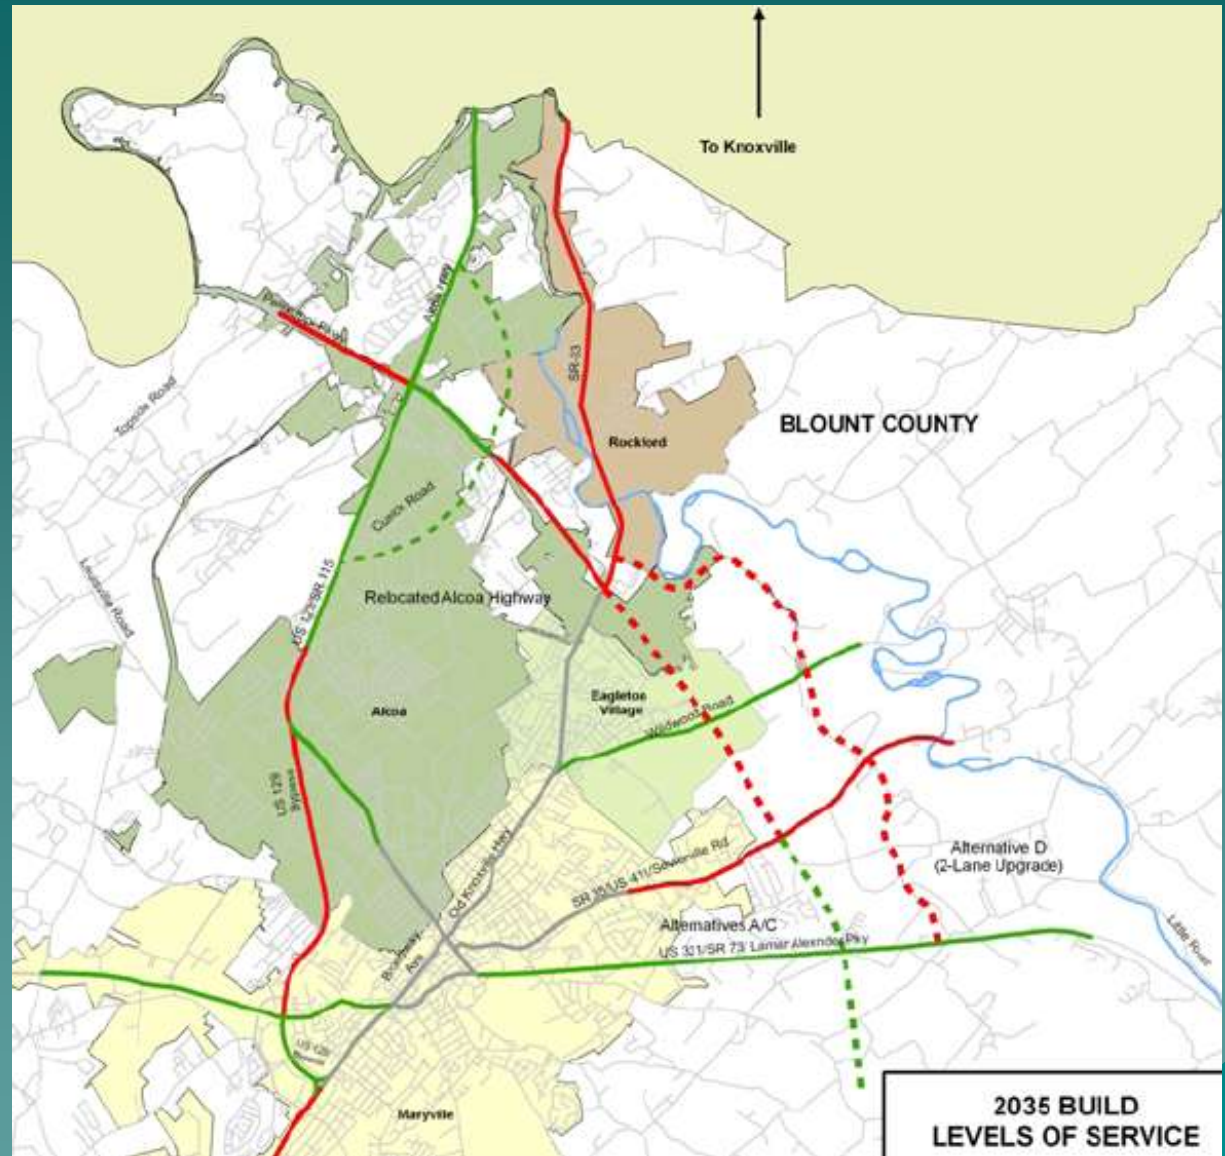 To Knoxville
BLOUNT COUNTY
Topside Road
SR-33
Rockford
Cusick Road
Louisville Road
US 129/SR 115
Relocated Alcoa Highway
Alcoa
Eagleton
Village
Wildwood Road
US 129
Bypass
Old Knoxville Hwy
SR 35/US 411/Sevierville Rd
Alternative D
(2-Lane Upgrade)
Alternatives A/C
US 321/SR 73/ Lamar Alexander Pky
Broadway
Ave
Little
US 129
Maryville
2035 BUILD
LEVELS OF SERVICE